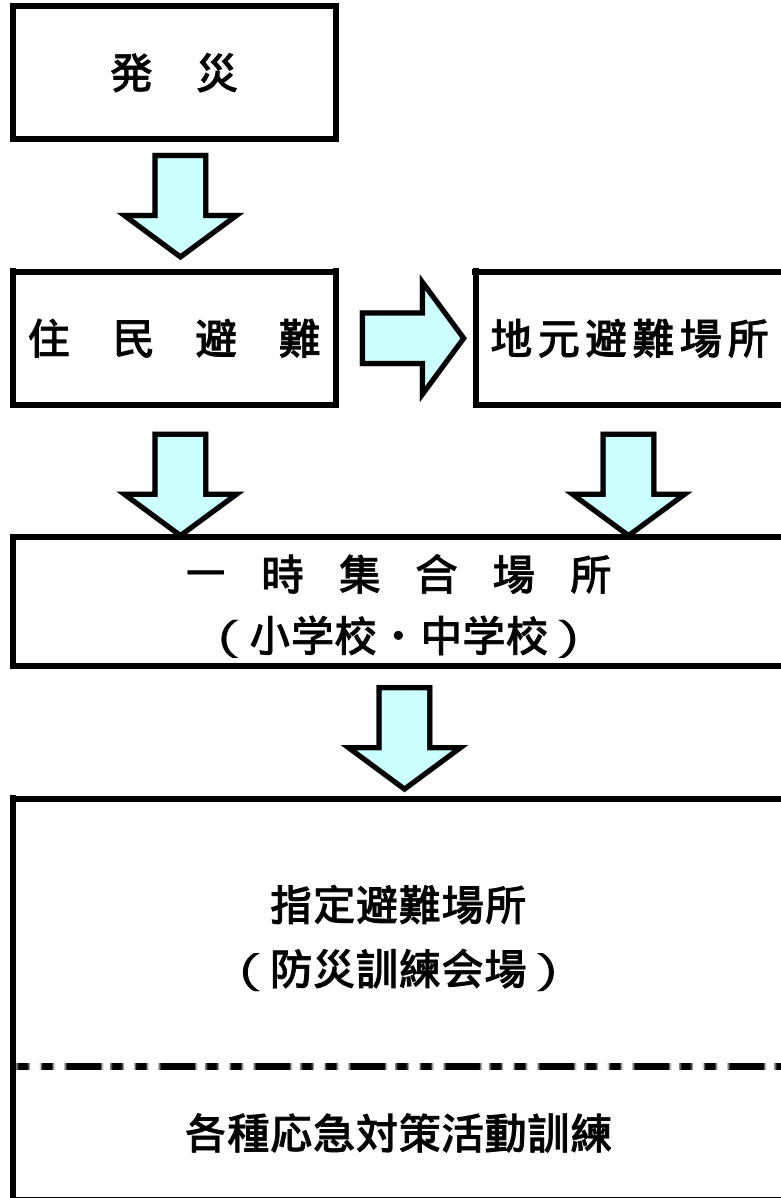 発 災
住 民 避 難
地元避難場所
一 時 集 合 場 所
（小学校・中学校）
指定避難場所
（防災訓練会場）
各種応急対策活動訓練